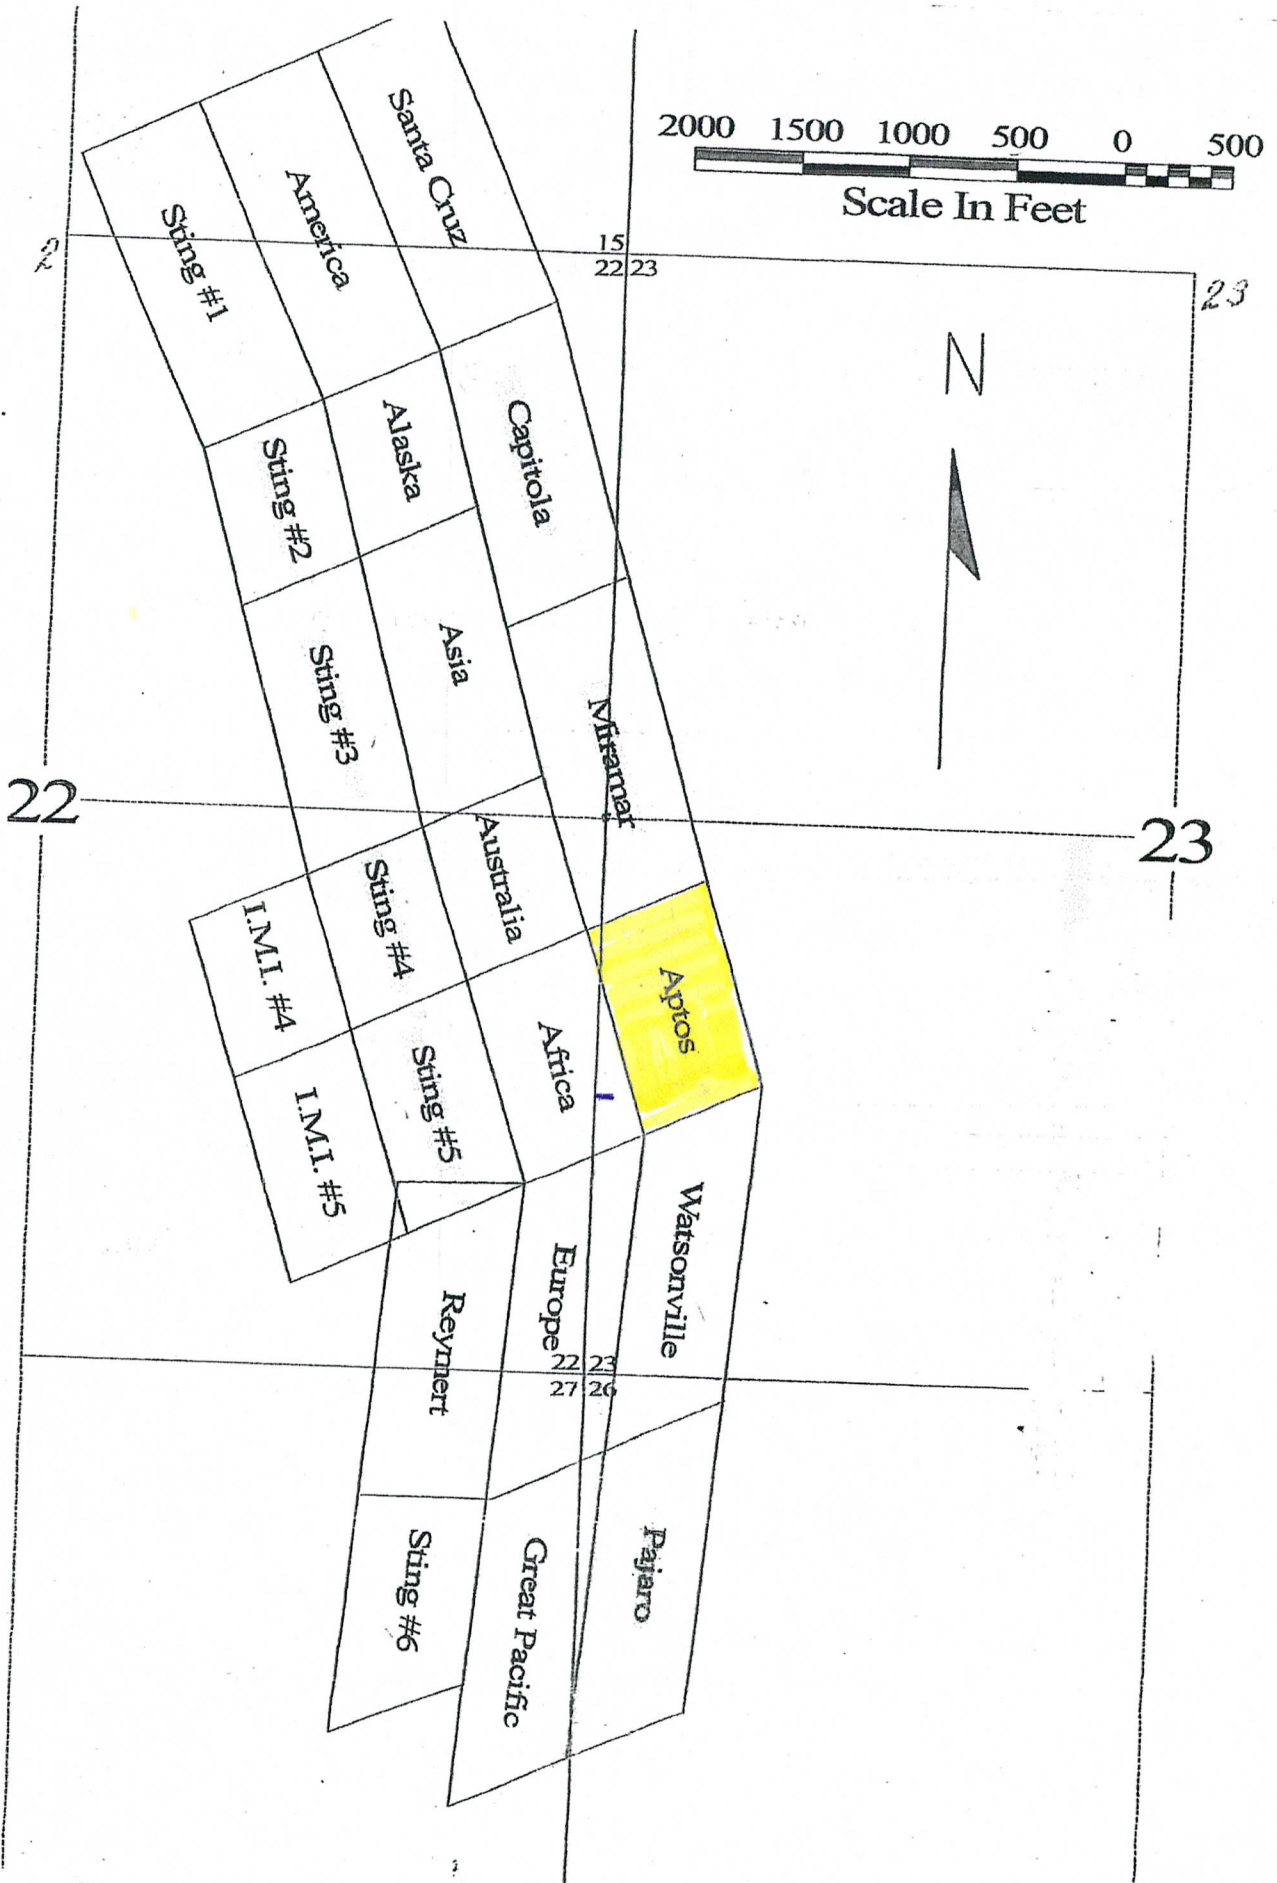 2000 1500 1000 500 0 500
Scale In Feet
Santa Cruz
America
Sting #1
2
15
22 23
23
N
Capitola
Alaska
Sting #2
Asia
Sting #3
Miramar
22
23
Australia
Sting #4
I.M.I. #4
Aptos
Africa
Sting #5
I.M.I. #5
Watsonville
Europe
Reymert
22 23
27 26
Pajaro
Great Pacific
Sting #6